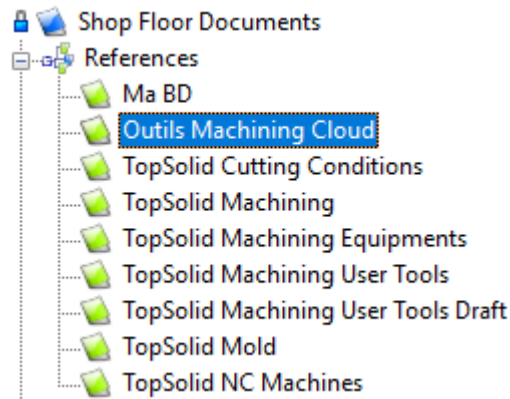 Shop Floor Documents
References
Ma BD
Outils Machining Cloud
TopSolid Cutting Conditions
TopSolid Machining
TopSolid Machining Equipments
TopSolid Machining User Tools
TopSolid Machining User Tools Draft
TopSolid Mold
TopSolid NC Machines